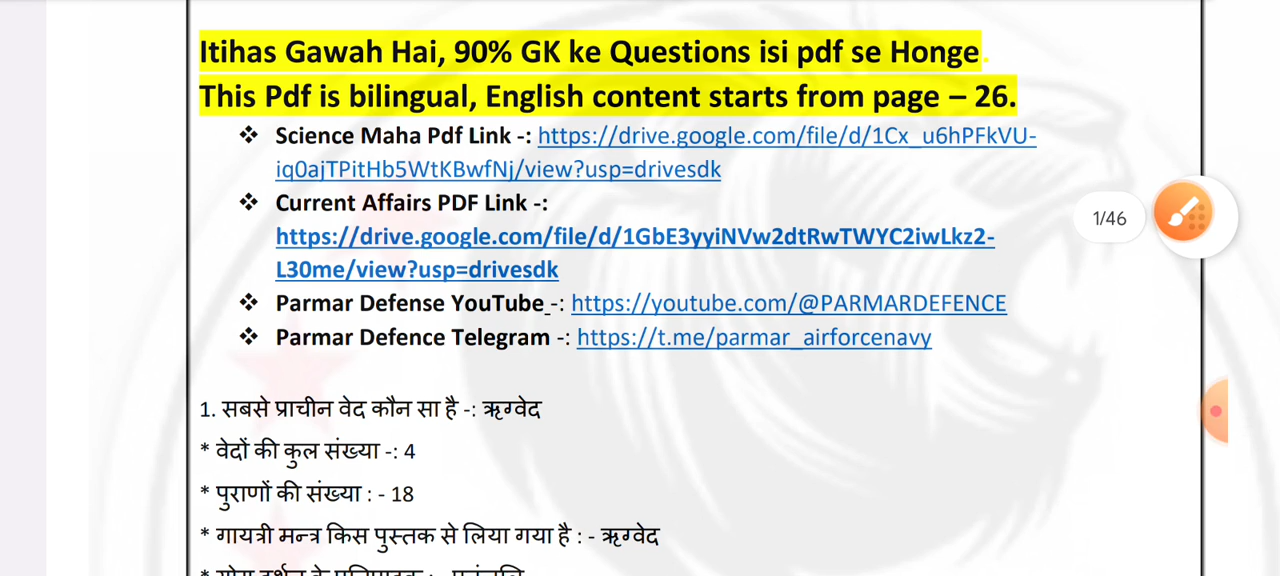 Itihas Gawah Hai, 90% GK ke Questions isi pdf se Honge.
This Pdf is bilingual, English content starts from page – 26.
❖ Science Maha Pdf Link -: https://drive.google.com/file/d/1Cx_u6hPFkVU-
iq0ajTPitHb5WtKBwfNj/view?usp=drivesdk
❖ Current Affairs PDF Link -:
https://drive.google.com/file/d/1GbE3yyiNVw2dtRwTWYC2iwLkz2-
L30me/view?usp=drivesdk
1/46
❖ Parmar Defense YouTube -: https://youtube.com/@PARMARDEFENCE
❖ Parmar Defence Telegram -: https://t.me/parmar_airforcenavy
1. सबसे प्राचीन वेद कौन सा है -: ऋग्वेद
* वेदों की कुल संख्या -: 4
* पुराणों की संख्या : - 18
* गायत्री मन्त्र किस पुस्तक से लिया गया है : - ऋग्वेद